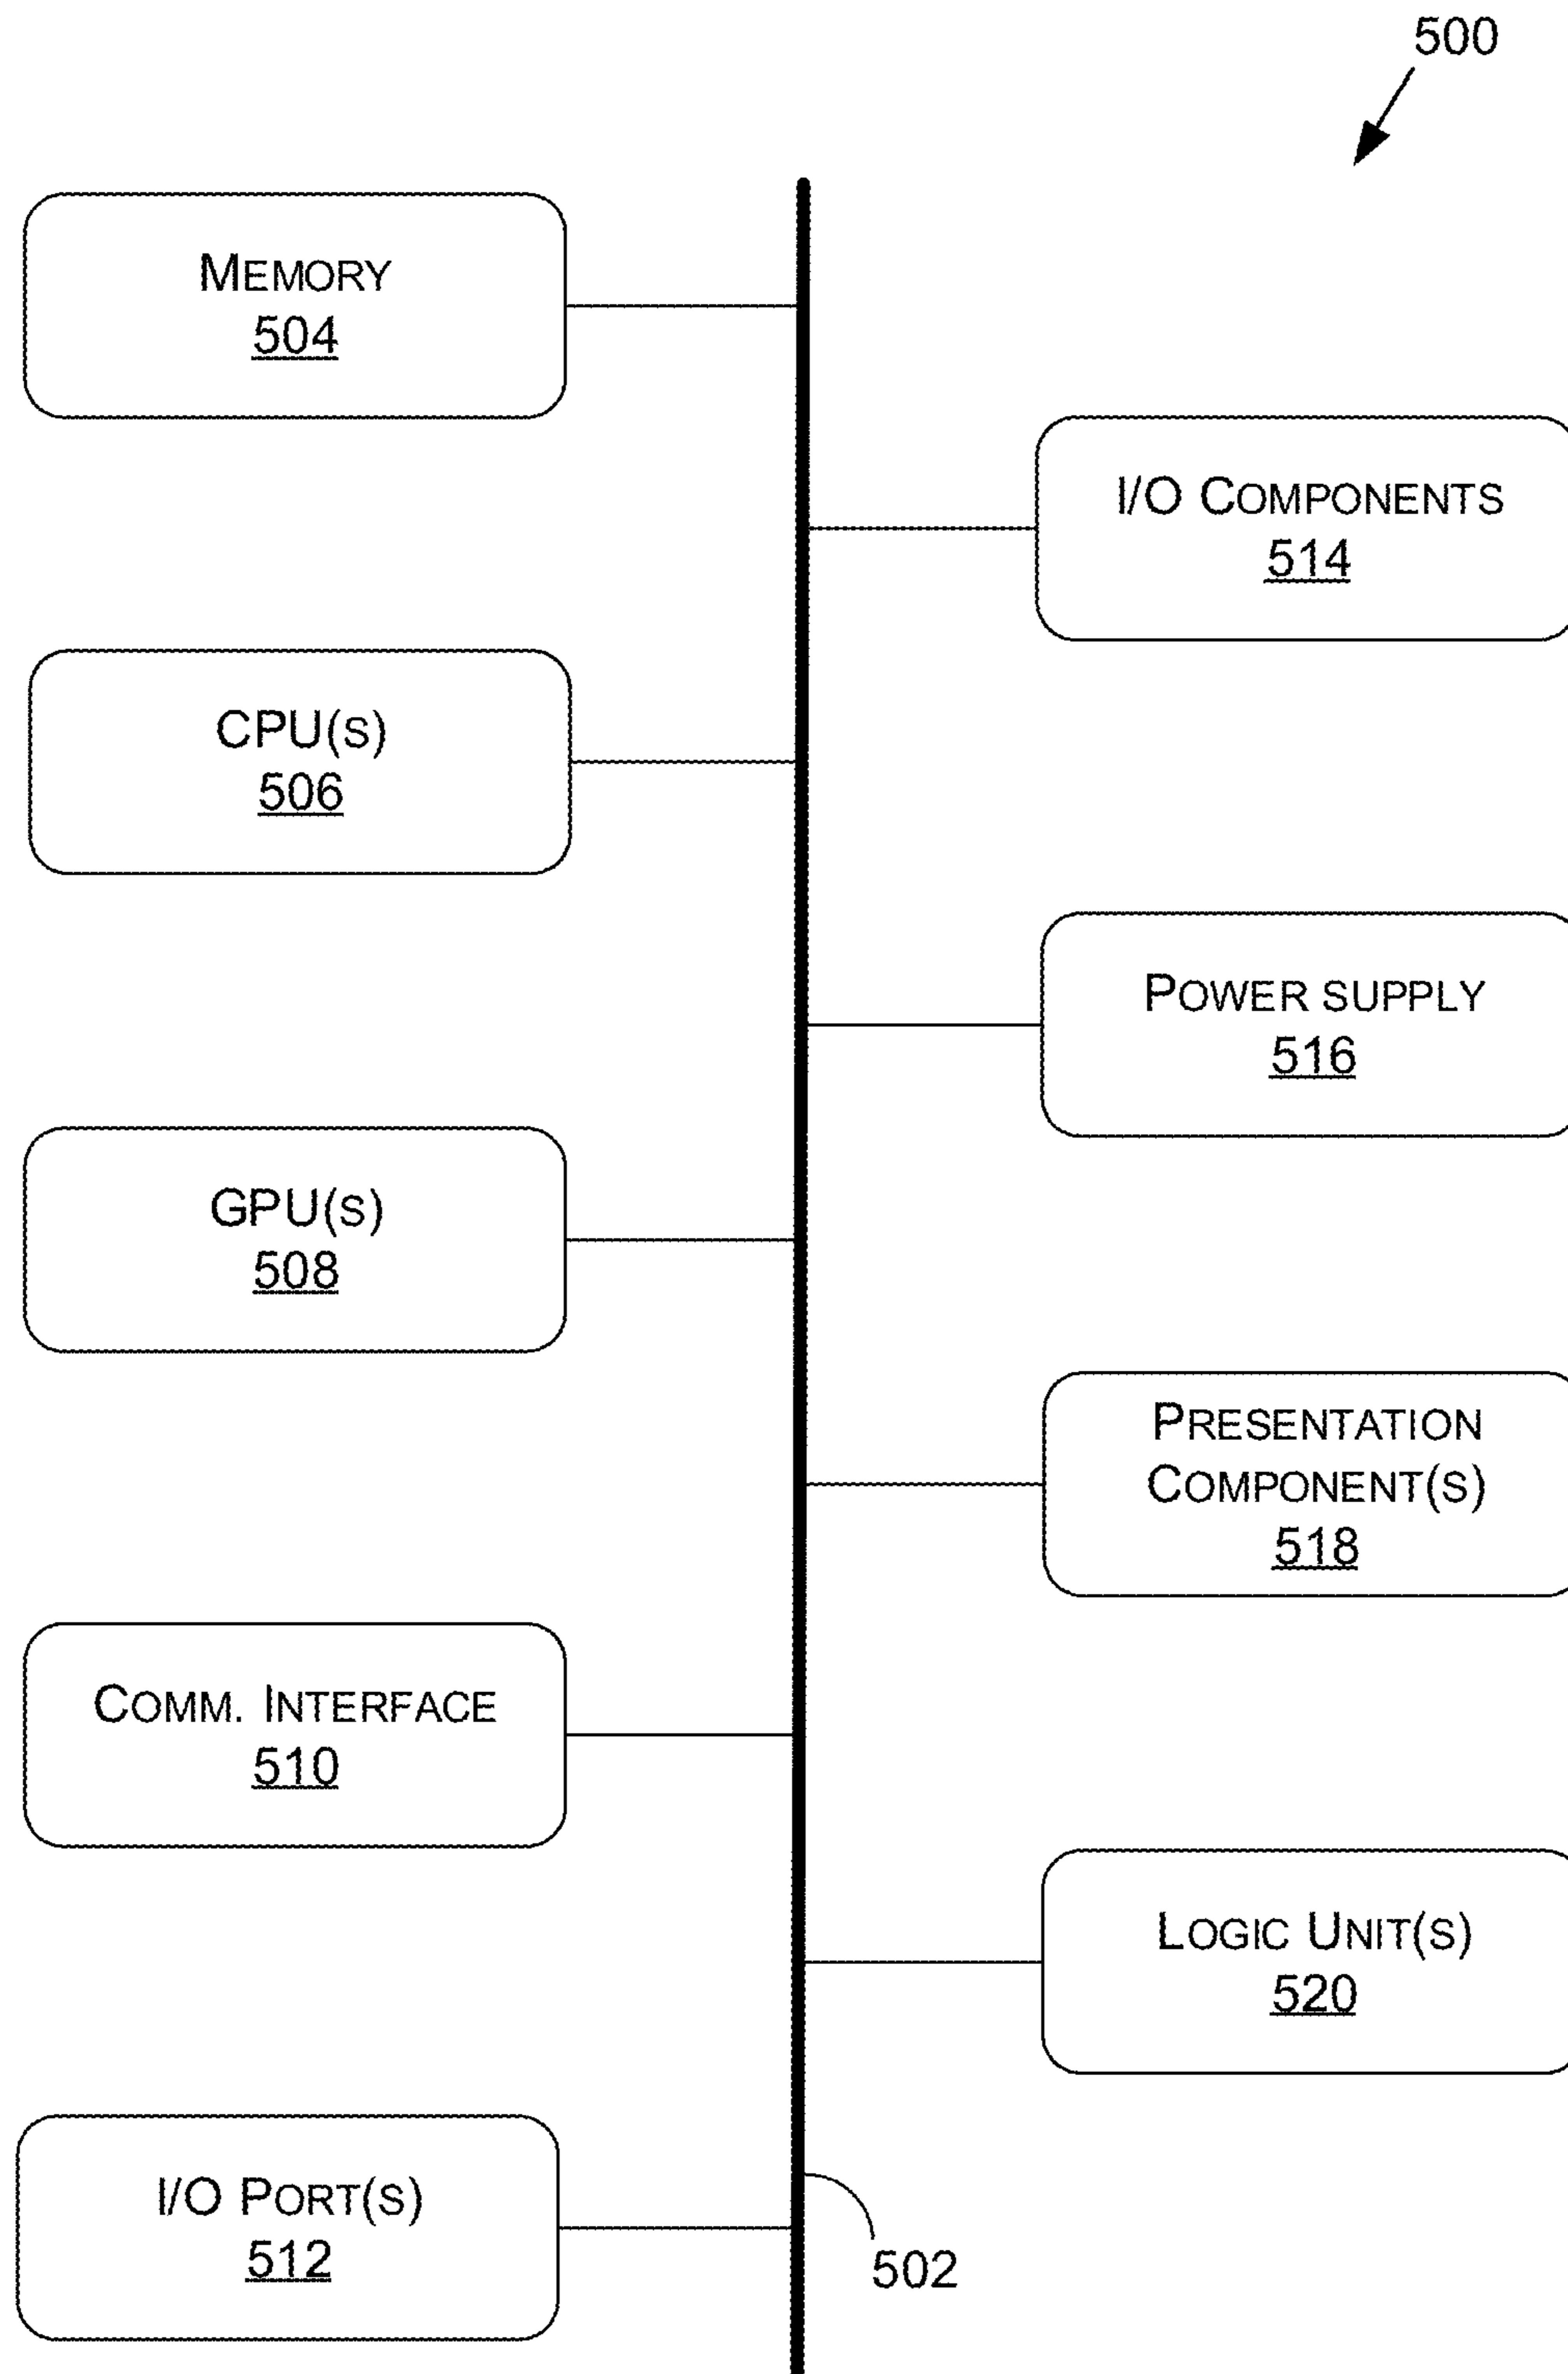 500
MEMORY
504
I/O COMPONENTS
514
CPU(S)
506
POWER SUPPLY
516
GPU(S)
508
PRESENTATION
COMPONENT(S)
518
COMM. INTERFACE
510
LOGIC UNIT(S)
520
I/O PORT(S)
512
502